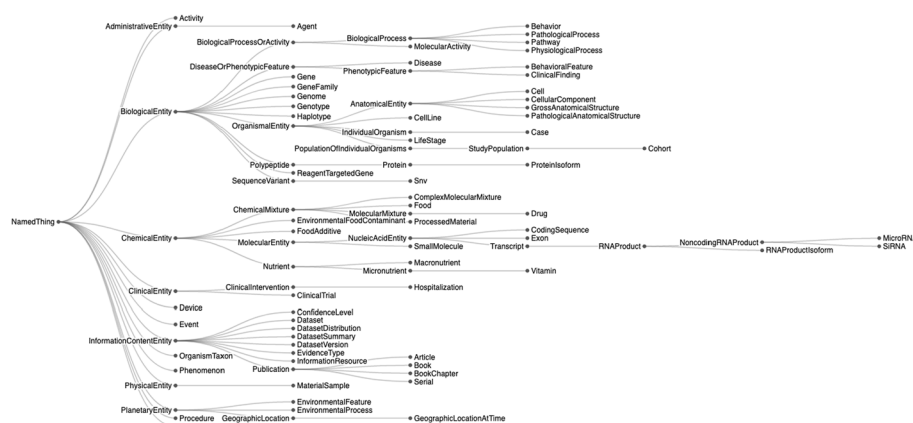 Activity
AdministrativeEntity
Agent
Behavior
BiologicalProcess
PathologicalProcess
BiologicalProcessOrActivity
Pathway
MolecularActivity
PhysiologicalProcess
Disease
DiseaseOrPhenotypicFeature
BehavioralFeature
PhenotypicFeature
ClinicalFinding
Gene
GeneFamily
Cell
Genome
AnatomicalEntity
CellularComponent
Genotype
GrossAnatomicalStructure
BiologicalEntity
Haplotype
CellLine
PathologicalAnatomicalStructure
OrganismalEntity
IndividualOrganism
Case
LifeStage
PopulationOfIndividualOrganisms
StudyPopulation
Cohort
Polypeptide
Protein
ProteinIsoform
ReagentTargetedGene
SequenceVariant
Snv
ComplexMolecularMixture
ChemicalMixture
Food
MolecularMixture
Drug
NamedThing
EnvironmentalFoodContaminant
ProcessedMaterial
FoodAdditive
CodingSequence
ChemicalEntity
NucleicAcidEntity
Exon
MicroRN
MolecularEntity
SmallMolecule
Transcript
RNAProduct
NoncodingRNAProduct
SiRNA
RNAProductIsoform
Macronutrient
Nutrient
Micronutrient
Vitamin
ClinicalIntervention
Hospitalization
ClinicalEntity
ClinicalTrial
Device
ConfidenceLevel
Dataset
Event
DatasetDistribution
DatasetSummary
InformationContentEntity
DatasetVersion
EvidenceType
OrganismTaxon
InformationResource
Article
Publication
Book
Phenomenon
BookChapter
Serial
PhysicalEntity
MaterialSample
EnvironmentalFeature
PlanetaryEntity
EnvironmentalProcess
Procedure
GeographicLocation
GeographicLocationAtTime